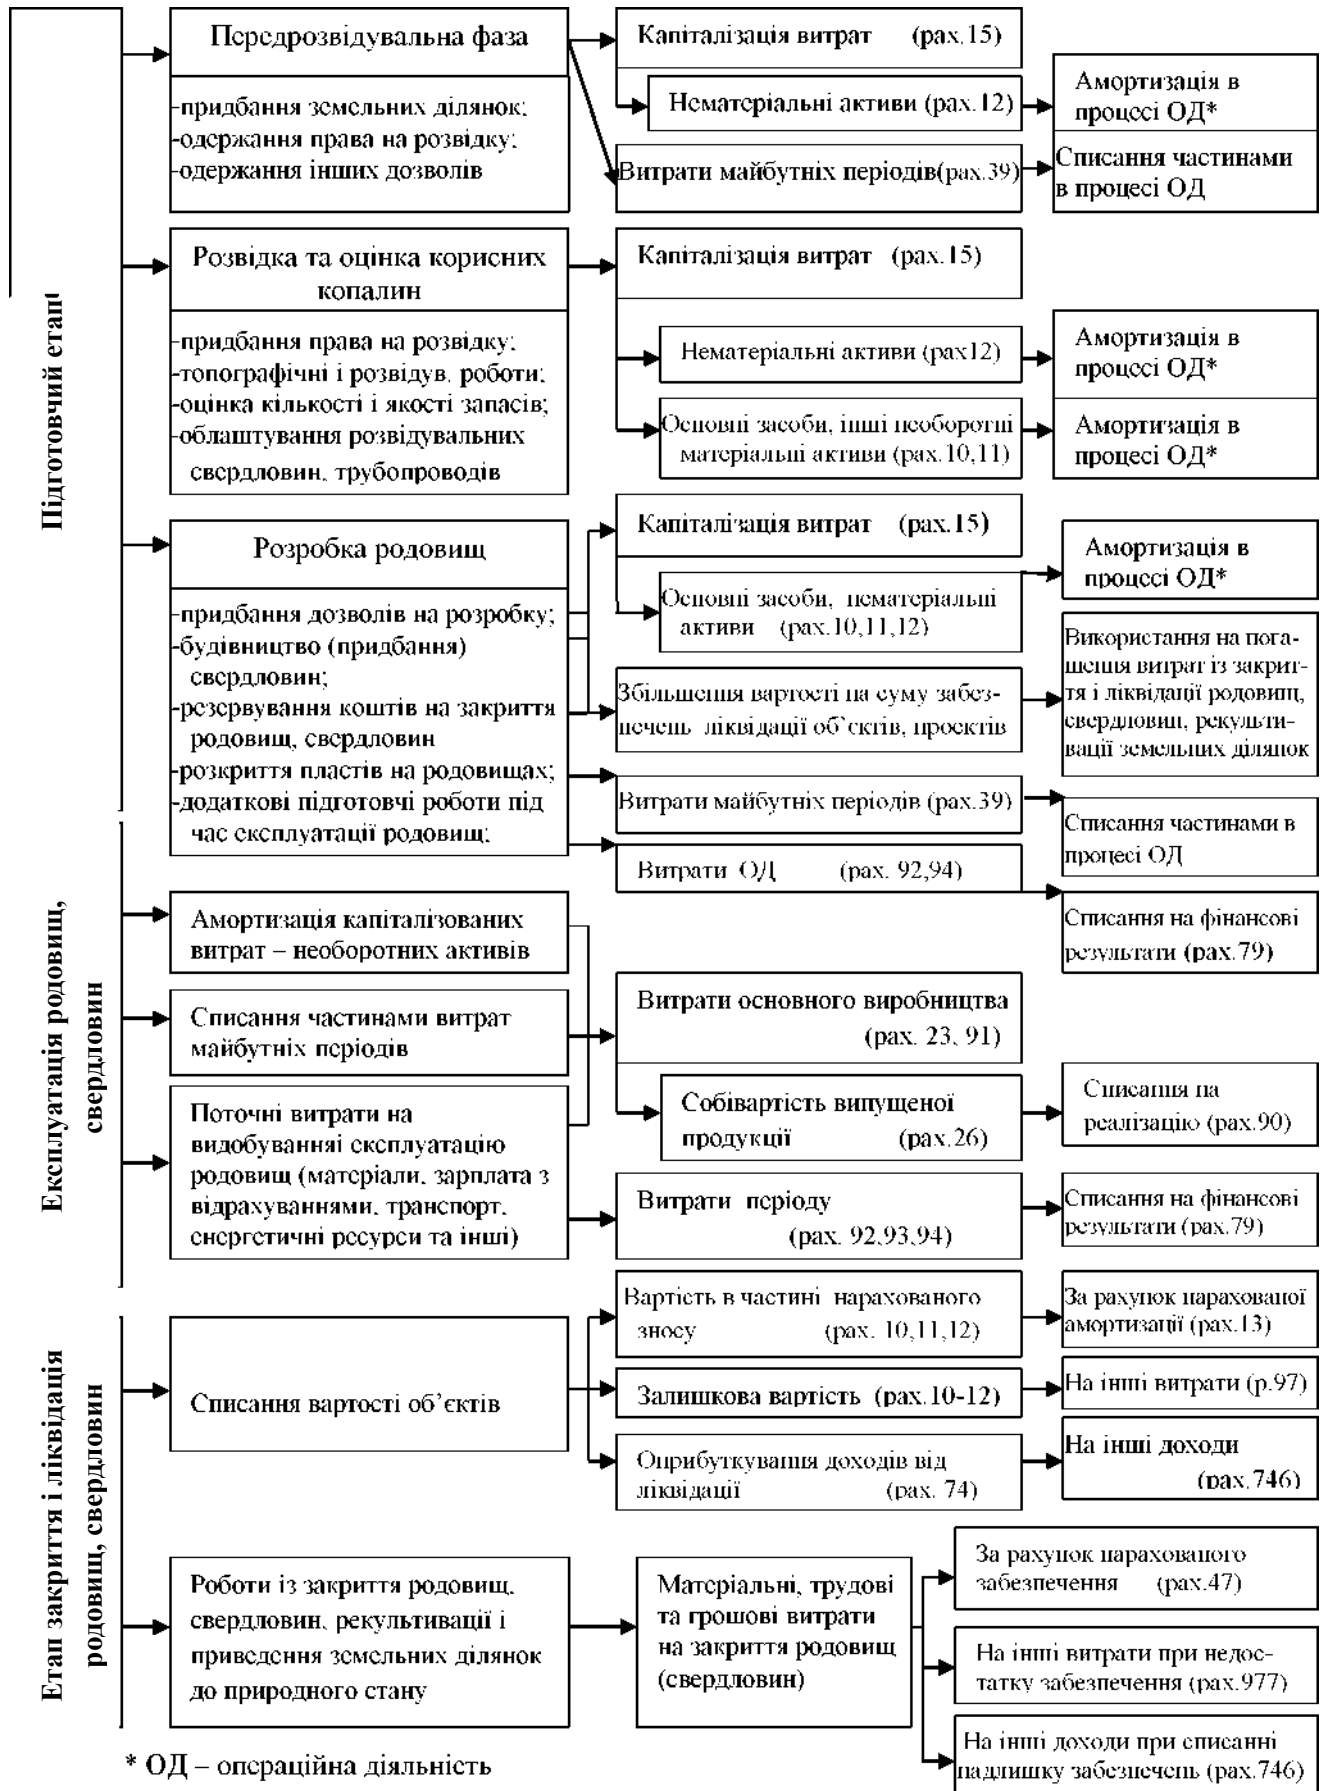 Підготовчий етап
Передрозвідувальна фаза
-придбання земельних ділянок;
-одержання права на розвідку;
-одержання інших дозволів
Капіталізація витрат (рах.15)
Нематеріальні активи (рах.12)
Витрати майбутніх періодів(рах.39)
Амортизація в
процесі ОД*
Списання частинами
в процесі ОД
Розвідка та оцінка корисних
копалин
-придбання права на розвідку;
-топографічні і розвідув. роботи;
-оцінка кількості і якості запасів;
-облаштування розвідувальних
свердловин, трубопроводів
Капіталізація витрат (рах.15)
Нематеріальні активи (рах12)
Основні засоби, інші необоротні
матеріальні активи (рах.10,11)
Амортизація в
процесі ОД*
Амортизація в
процесі ОД*
Розробка родовищ
-придбання дозволів на розробку;
-будівництво (придбання)
свердловин;
-резервування коштів на закриття
родовищ, свердловин
-розкриття пластів на родовищах;
-додаткові підготовчі роботи під
час експлуатації родовищ;
Капіталізація витрат (рах.15)
Основні засоби, нематеріальні
активи (рах.10,11,12)
Збільшення вартості на суму забез-
печень ліквідації об’єктів, проектів
Витрати майбутніх періодів (рах.39)
Витрати ОД (рах. 92,94)
Амортизація в
процесі ОД*
Використання на пога-
шення витрат із закрит-
тя і ліквідації родовищ,
свердловин, рекульти-
вації земельних ділянок
Списання частинами в
процесі ОД
Списання на фінансові
результати (рах.79)
Експлуатація родовищ,
свердловин
Амортизація капіталізованих
витрат – необоротних активів
Списання частинами витрат
майбутніх періодів
Поточні витрати на
видобуванняі експлуатацію
родовищ (матеріали, зарплата з
відрахуваннями, транспорт,
енергетичні ресурси та інші)
Витрати основного виробництва
(рах. 23, 91)
Собівартість випущеної
продукції (рах.26)
Витрати періоду
(рах. 92,93,94)
Списання на
реалізацію (рах.90)
Списання на фінансові
результати (рах.79)
Етап закриття і ліквідація
родовищ, свердловин
Списання вартості об’єктів
Вартість в частині нарахованого
зносу (рах. 10,11,12)
Залишкова вартість (рах.10-12)
Оприбуткування доходів від
ліквідації (рах. 74)
За рахунок нарахованої
амортизації (рах.13)
На інші витрати (р.97)
На інші доходи
(рах.746)
Роботи із закриття родовищ,
свердловин, рекультивації і
приведення земельних ділянок
до природного стану
Матеріальні, трудові
та грошові витрати
на закриття родовищ
(свердловин)
За рахунок нарахованого
забезпечення (рах.47)
На інші витрати при недос-
татку забезпечення (рах.977)
На інші доходи при списанні
надлишку забезпечень (рах.746)
* ОД – операційна діяльність